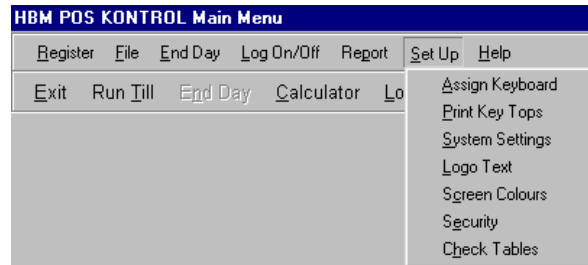 HBM POS KONTROL Main Menu
Register File End Day Log On/Off Report Set Up Help
Exit Run Till End Day Calculator Lo
Assign Keyboard
Print Key Tops
System Settings
Logo Text
Screen Colours
Security
Check Tables